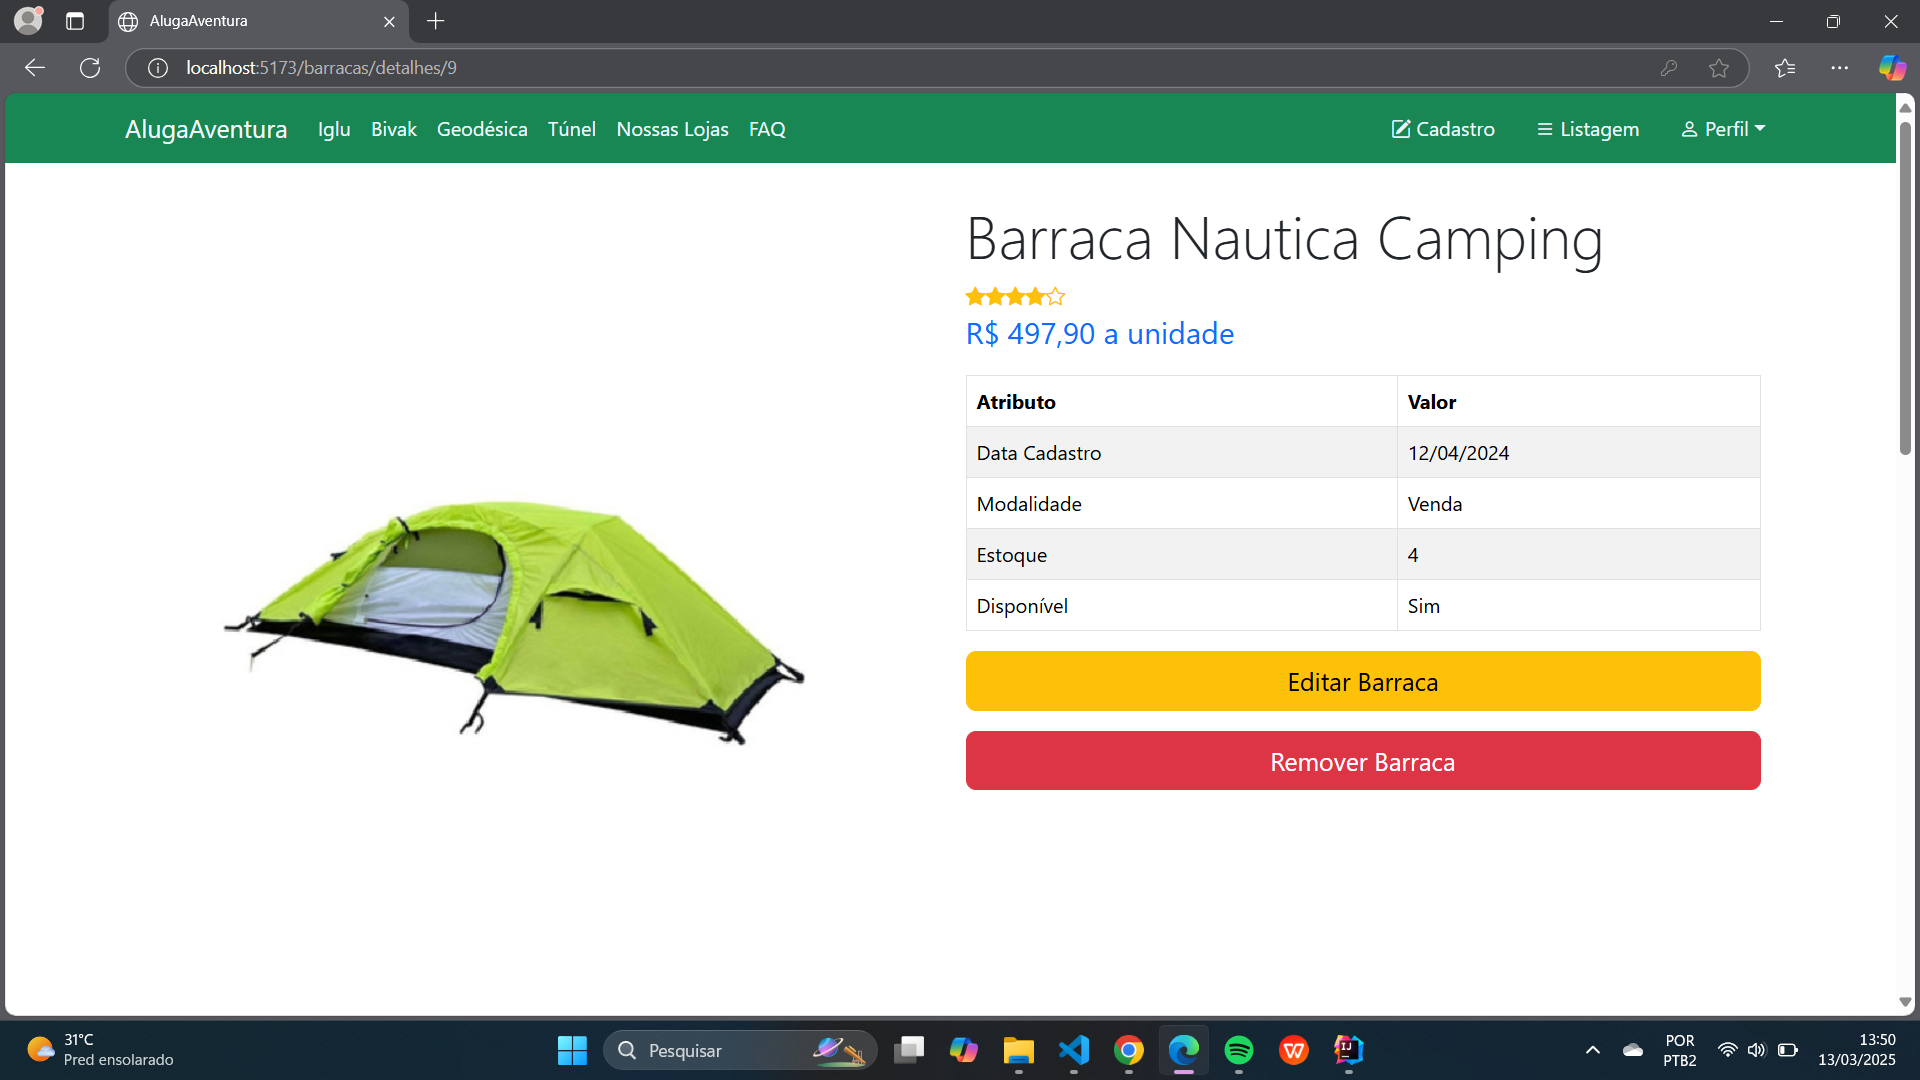 AlugaAventura
localhost:5173/barracas/detalhes/9
AlugaAventura Iglu Bivak Geodésica Túnel Nossas Lojas FAQ Cadastro Listagem Perfil
Barraca Nautica Camping
R$ 497,90 a unidade
Atributo Valor
Data Cadastro 12/04/2024
Modalidade Venda
Estoque 4
Disponível Sim
Editar Barraca
Remover Barraca
31°C
Pred ensolarado
Pesquisar
POR
PTB2
13:50
13/03/2025